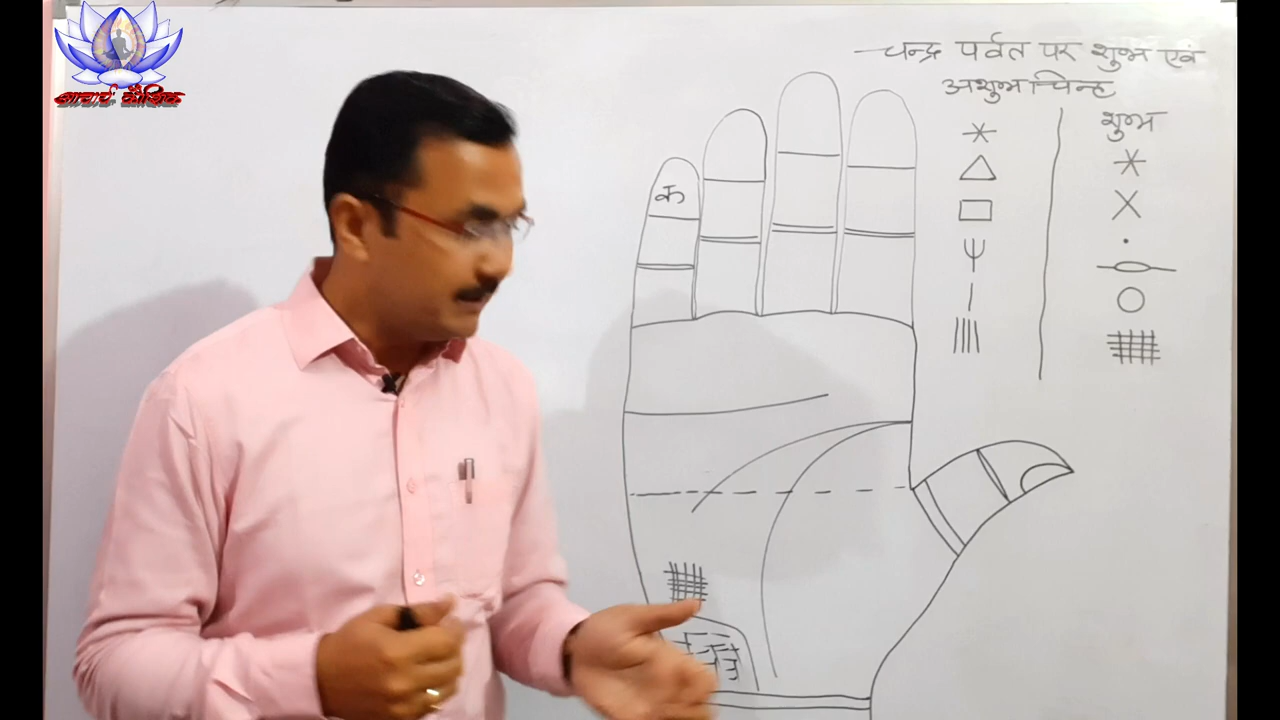 आचार्य कौशिक
चन्द्र पर्वत पर शुभ एवं
अशुभ चिन्ह
शुभ
क